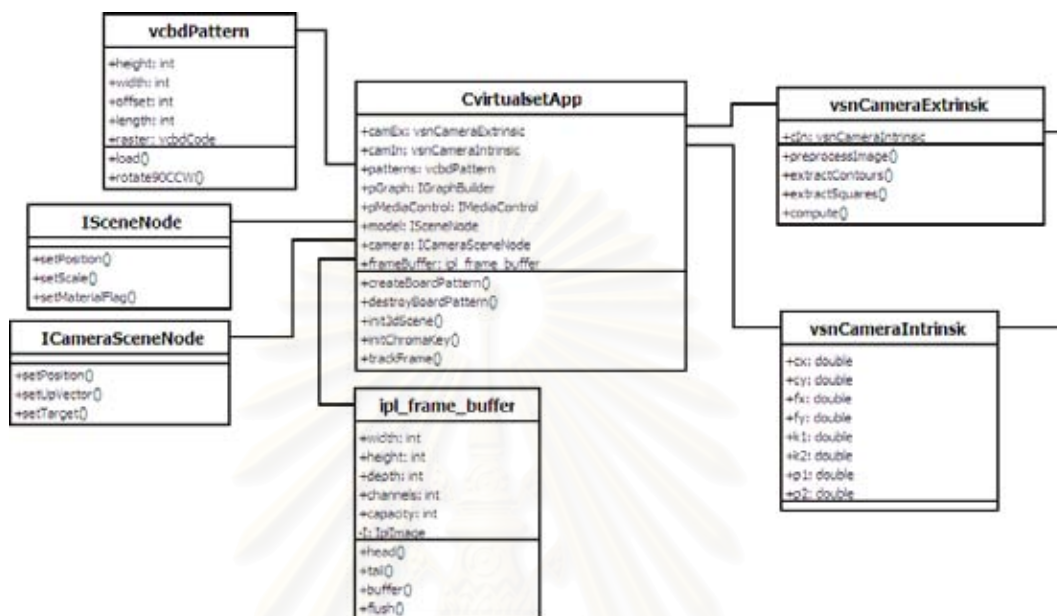 vcbdPattern
+height: int
+width: int
+offset: int
+length: int
+raster: vcbdCode
+load()
+rotate90CCW()
ISceneNode
+setPosition()
+setScale()
+setMaterialFlag()
ICameraSceneNode
+setPosition()
+setUpVector()
+setTarget()
CvirtualsetApp
+camEx: vsnCameraExtrinsic
+camIn: vsnCameraIntrinsic
+patterns: vcbdPattern
+pGraph: IGraphBuilder
+pMediaControl: IMediaControl
+model: ISceneNode
+camera: ICameraSceneNode
+frameBuffer: ipl_frame_buffer
+createBoardPattern()
+destroyBoardPattern()
+init3dScene()
+initChromaKey()
+trackFrame()
ipl_frame_buffer
+width: int
+height: int
+depth: int
+channels: int
+capacity: int
-I: IplImage
+head()
+tail()
+buffer()
+flush()
vsnCameraExtrinsic
+cIn: vsnCameraIntrinsic
+preprocessImage()
+extractContours()
+extractSquares()
+compute()
vsnCameraIntrinsk
+cx: double
+cy: double
+fx: double
+fy: double
+k1: double
+k2: double
+p1: double
+p2: double